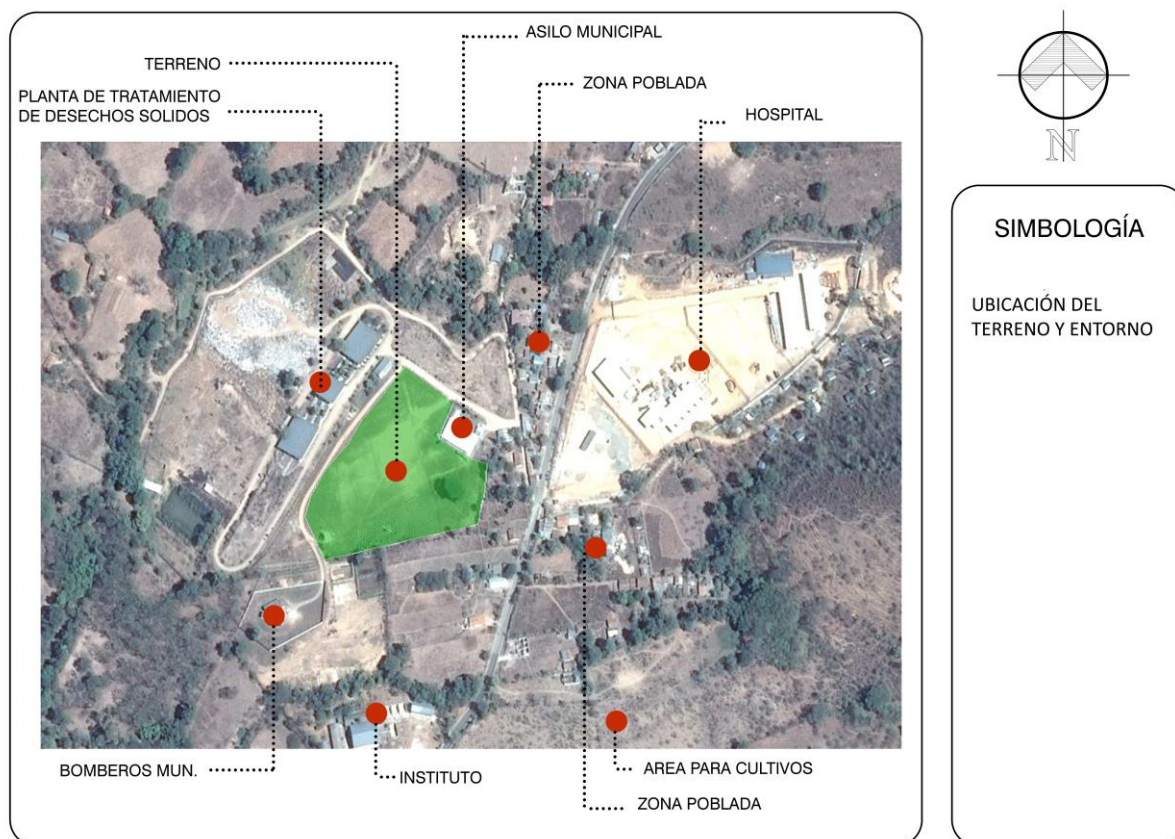 ASILO MUNICIPAL
TERRENO
ZONA POBLADA
PLANTA DE TRATAMIENTO
DE DESECHOS SOLIDOS
HOSPITAL
N
SIMBOLOGÍA
UBICACIÓN DEL
TERRENO Y ENTORNO
BOMBEROS MUN.
INSTITUTO
AREA PARA CULTIVOS
ZONA POBLADA